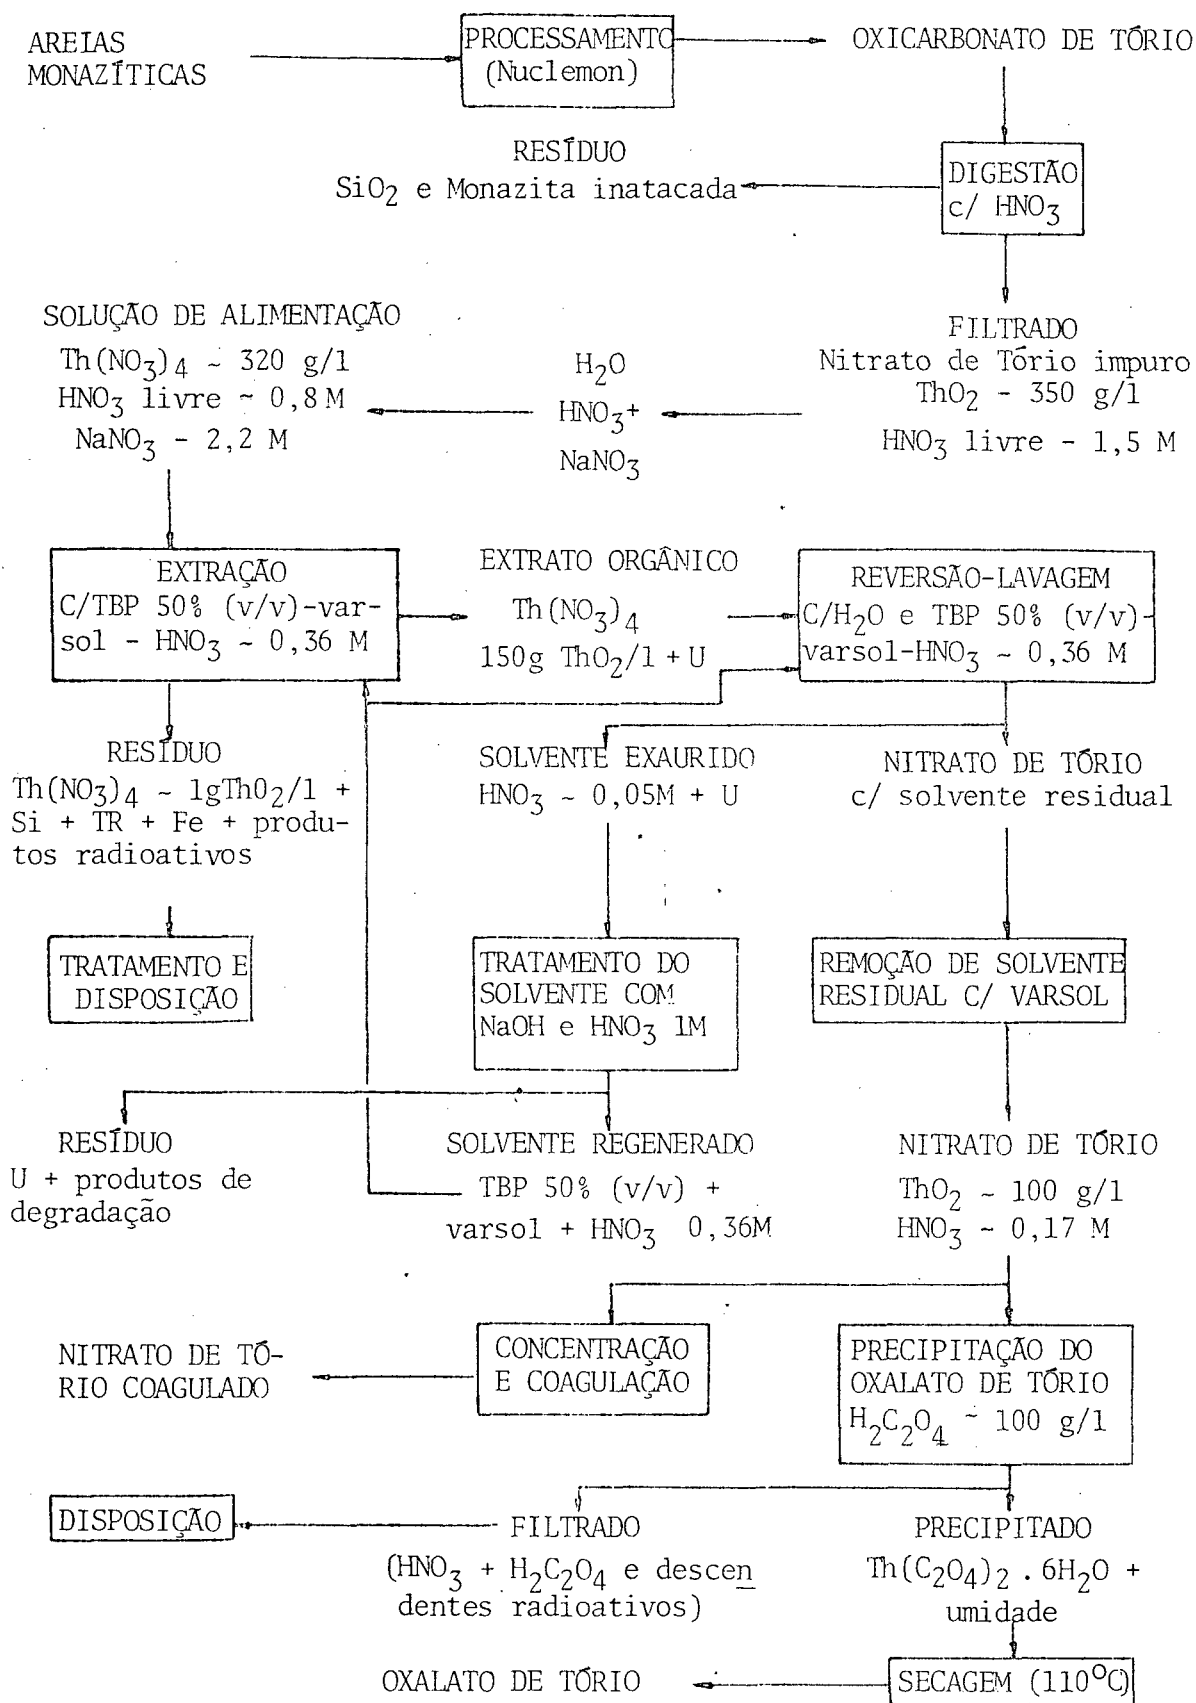 AREIAS
MONAZÍTICAS
PROCESSAMENTO
(Nuclemon)
OXICARBONATO DE TÓRIO
RESÍDUO
SiO2 e Monazita inatacada
DIGESTÃO
c/ HNO3
SOLUÇÃO DE ALIMENTAÇÃO
Th(NO3)4 ~ 320 g/l
HNO3 livre ~ 0,8 M
NaNO3 - 2,2 M
H2O
HNO3+
NaNO3
FILTRADO
Nitrato de Tório impuro
ThO2 - 350 g/l
HNO3 livre - 1,5 M
EXTRAÇÃO
C/TBP 50% (v/v)-var-
sol - HNO3 ~ 0,36 M
EXTRATO ORGÂNICO
Th(NO3)4
150g ThO2/l + U
REVERSÃO-LAVAGEM
C/H2O e TBP 50% (v/v)-
varsol-HNO3 ~ 0,36 M
RESÍDUO
Th(NO3)4 ~ 1gThO2/l +
Si + TR + Fe + produ-
tos radioativos
SOLVENTE EXAURIDO
HNO3 ~ 0,05M + U
NITRATO DE TÓRIO
c/ solvente residual
TRATAMENTO E
DISPOSIÇÃO
TRATAMENTO DO
SOLVENTE COM
NaOH e HNO3 1M
REMOÇÃO DE SOLVENTE
RESIDUAL C/ VARSOL
RESÍDUO
U + produtos de
degradação
SOLVENTE REGENERADO
TBP 50% (v/v) +
varsol + HNO3 0,36M
NITRATO DE TÓRIO
ThO2 ~ 100 g/l
HNO3 ~ 0,17 M
NITRATO DE TÓ-
RIO COAGULADO
CONCENTRAÇÃO
E COAGULAÇÃO
PRECIPITAÇÃO DO
OXALATO DE TÓRIO
H2C2O4 ~ 100 g/l
DISPOSIÇÃO
FILTRADO
(HNO3 + H2C2O4 e descen
dentes radioativos)
PRECIPITADO
Th(C2O4)2 . 6H2O +
umidade
OXALATO DE TÓRIO
SECAGEM (110ºC)